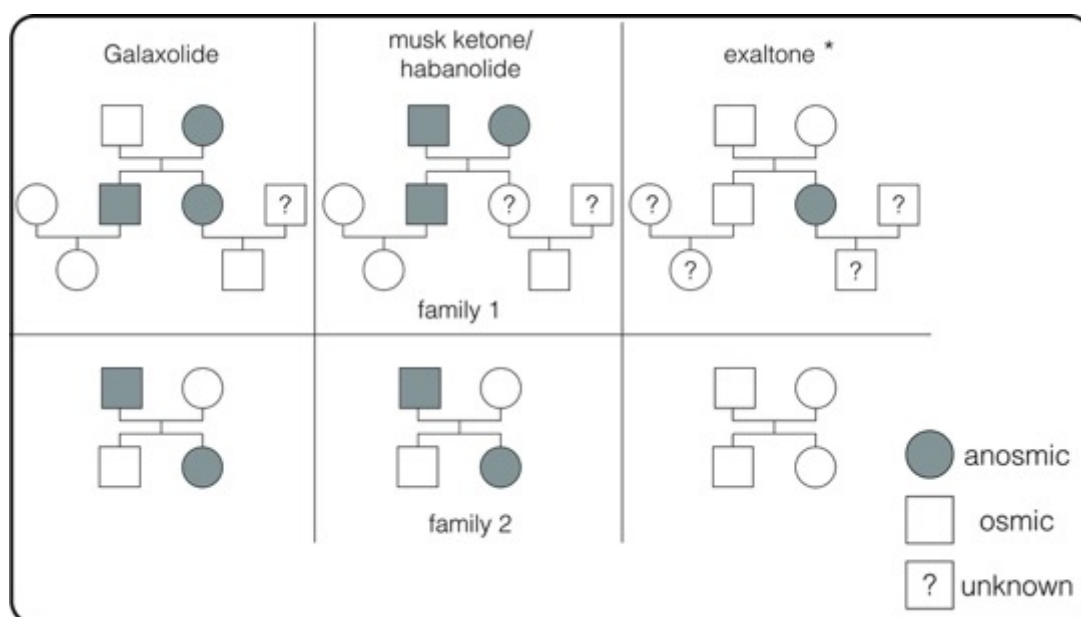 Galaxolide
musk ketone/
habanolide
exaltone *
?
?
?
?
?
?
?
?
family 1
family 2
anosmic
osmic
? unknown